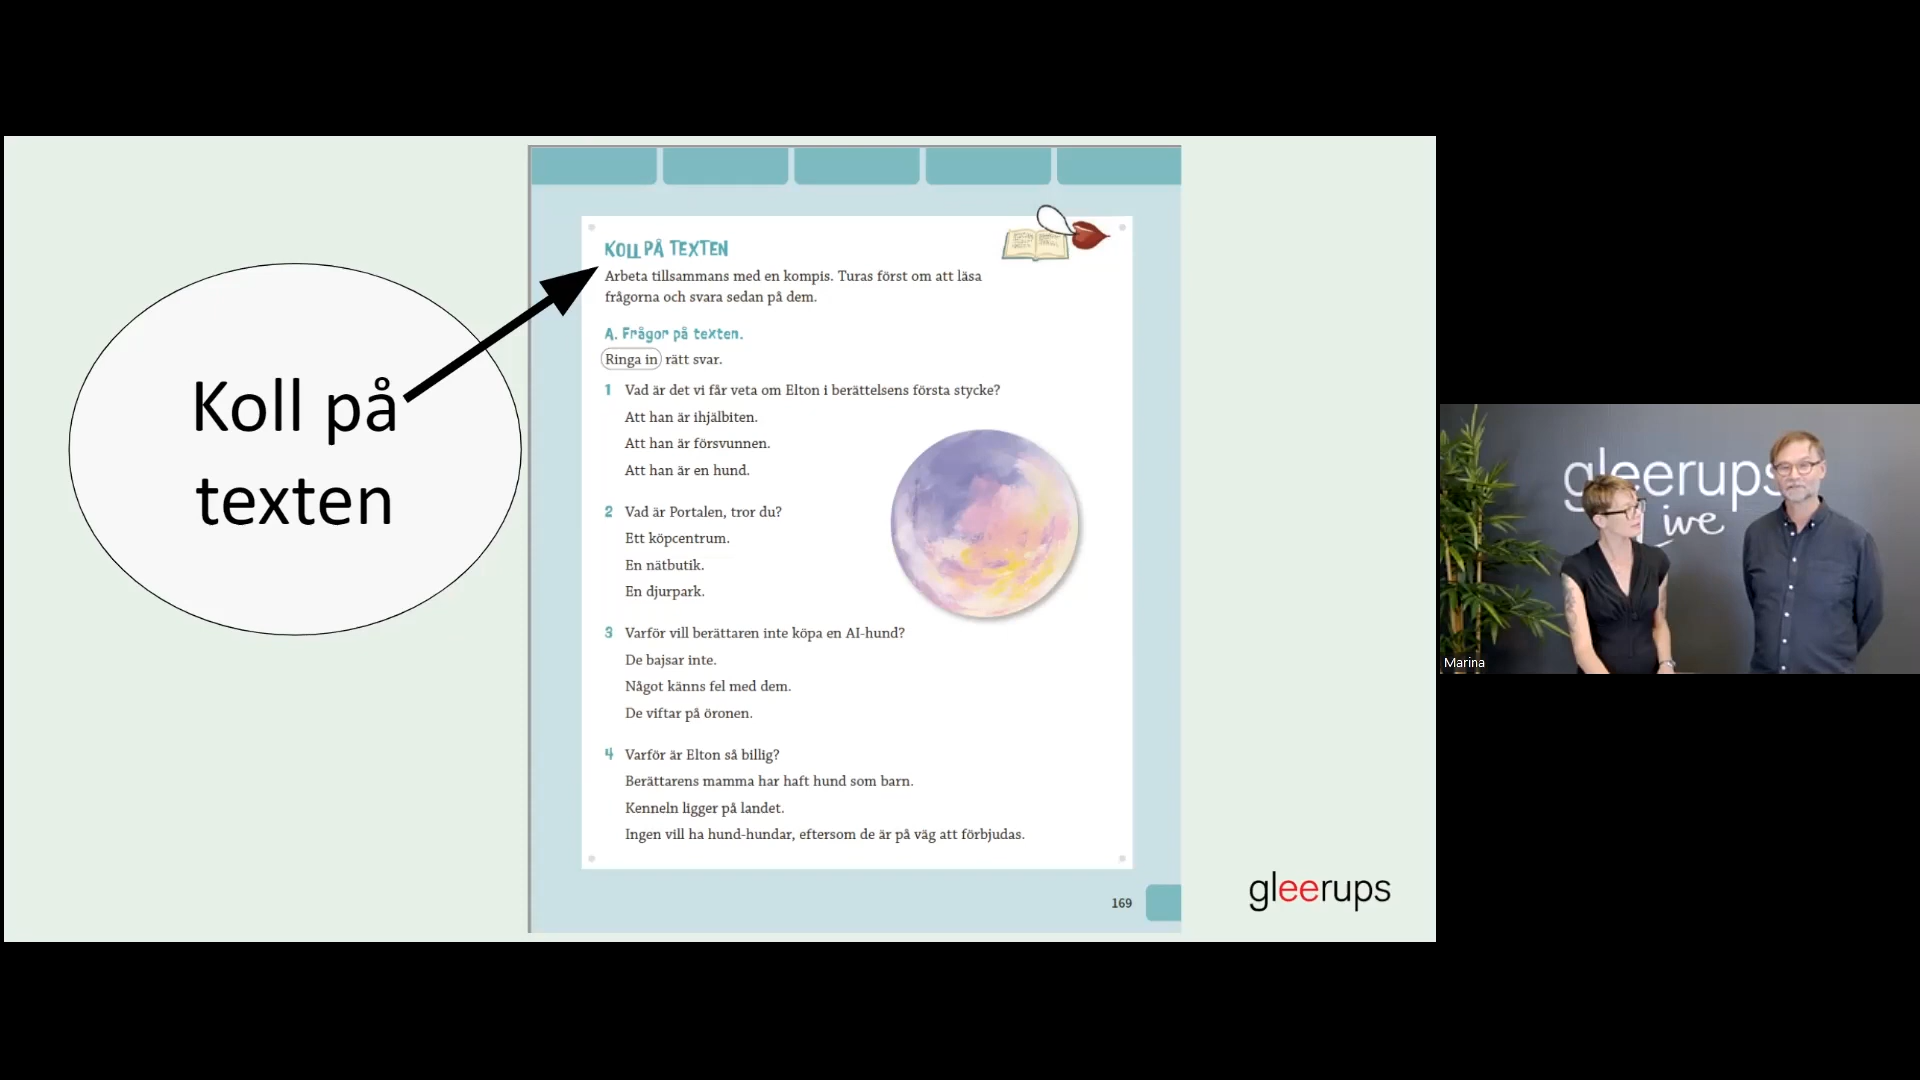 Koll på
texten
KOLL PÅ TEXTEN
Arbeta tillsammans med en kompis. Turas först om att läsa
frågorna och svara sedan på dem.
A. Frågor på texten.
Ringa in rätt svar.
1 Vad är det vi får veta om Elton i berättelsens första stycke?
Att han är ihjälbiten.
Att han är försvunnen.
Att han är en hund.
2 Vad är Portalen, tror du?
Ett köpcentrum.
En nätbutik.
En djurpark.
3 Varför vill berättaren inte köpa en AI-hund?
De bajsar inte.
Något känns fel med dem.
De viftar på öronen.
4 Varför är Elton så billig?
Berättarens mamma har haft hund som barn.
Kenneln ligger på landet.
Ingen vill ha hund-hundar, eftersom de är på väg att förbjudas.
169
gleerups
gleerups
Live
Marina